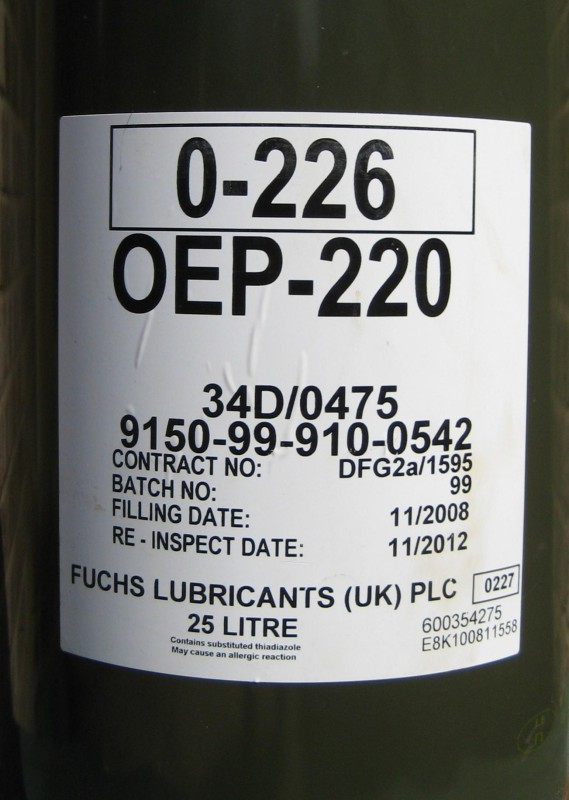 0-226
OEP-220
34D/0475
9150-99-910-0542
CONTRACT NO: DFG2a/1595
BATCH NO: 99
FILLING DATE: 11/2008
RE - INSPECT DATE: 11/2012
FUCHS LUBRICANTS (UK) PLC 0227
25 LITRE
600354275
E8K100811558
Contains substituted thiadiazole
May cause an allergic reaction